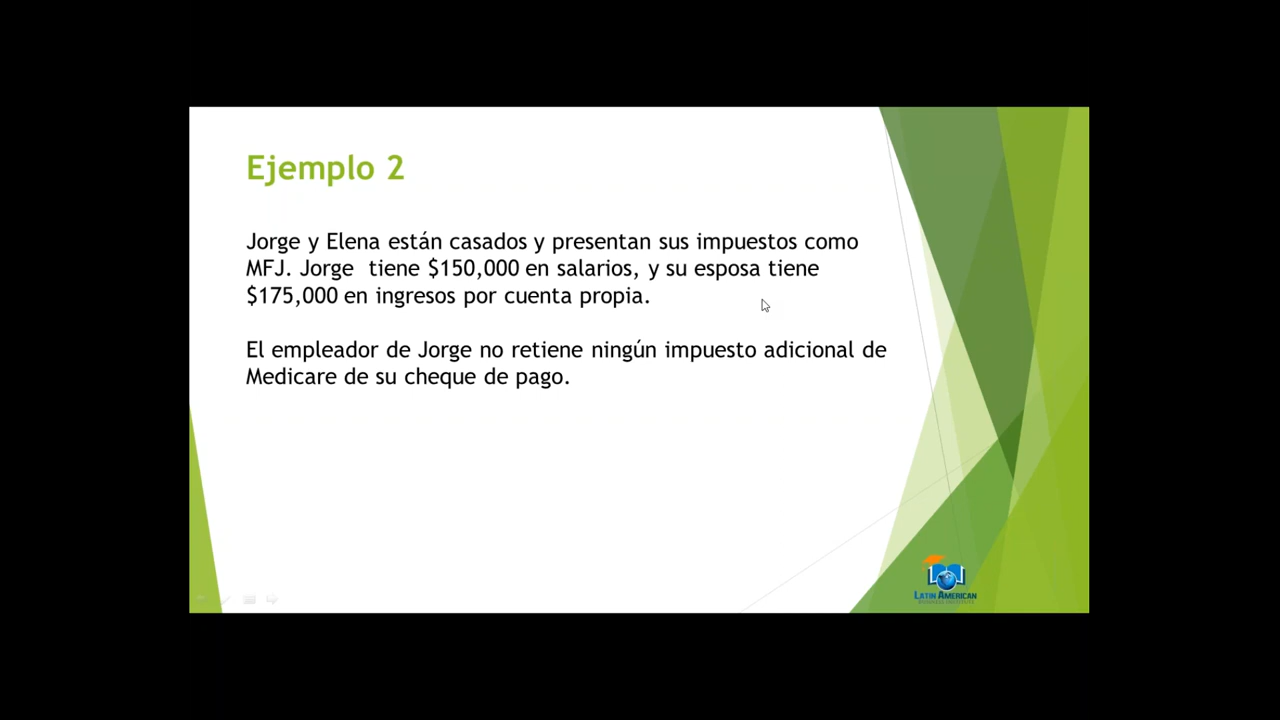 Ejemplo 2
Jorge y Elena están casados y presentan sus impuestos como
MFJ. Jorge  tiene $150,000 en salarios, y su esposa tiene
$175,000 en ingresos por cuenta propia.
El empleador de Jorge no retiene ningún impuesto adicional de
Medicare de su cheque de pago.
LATIN AMERICAN